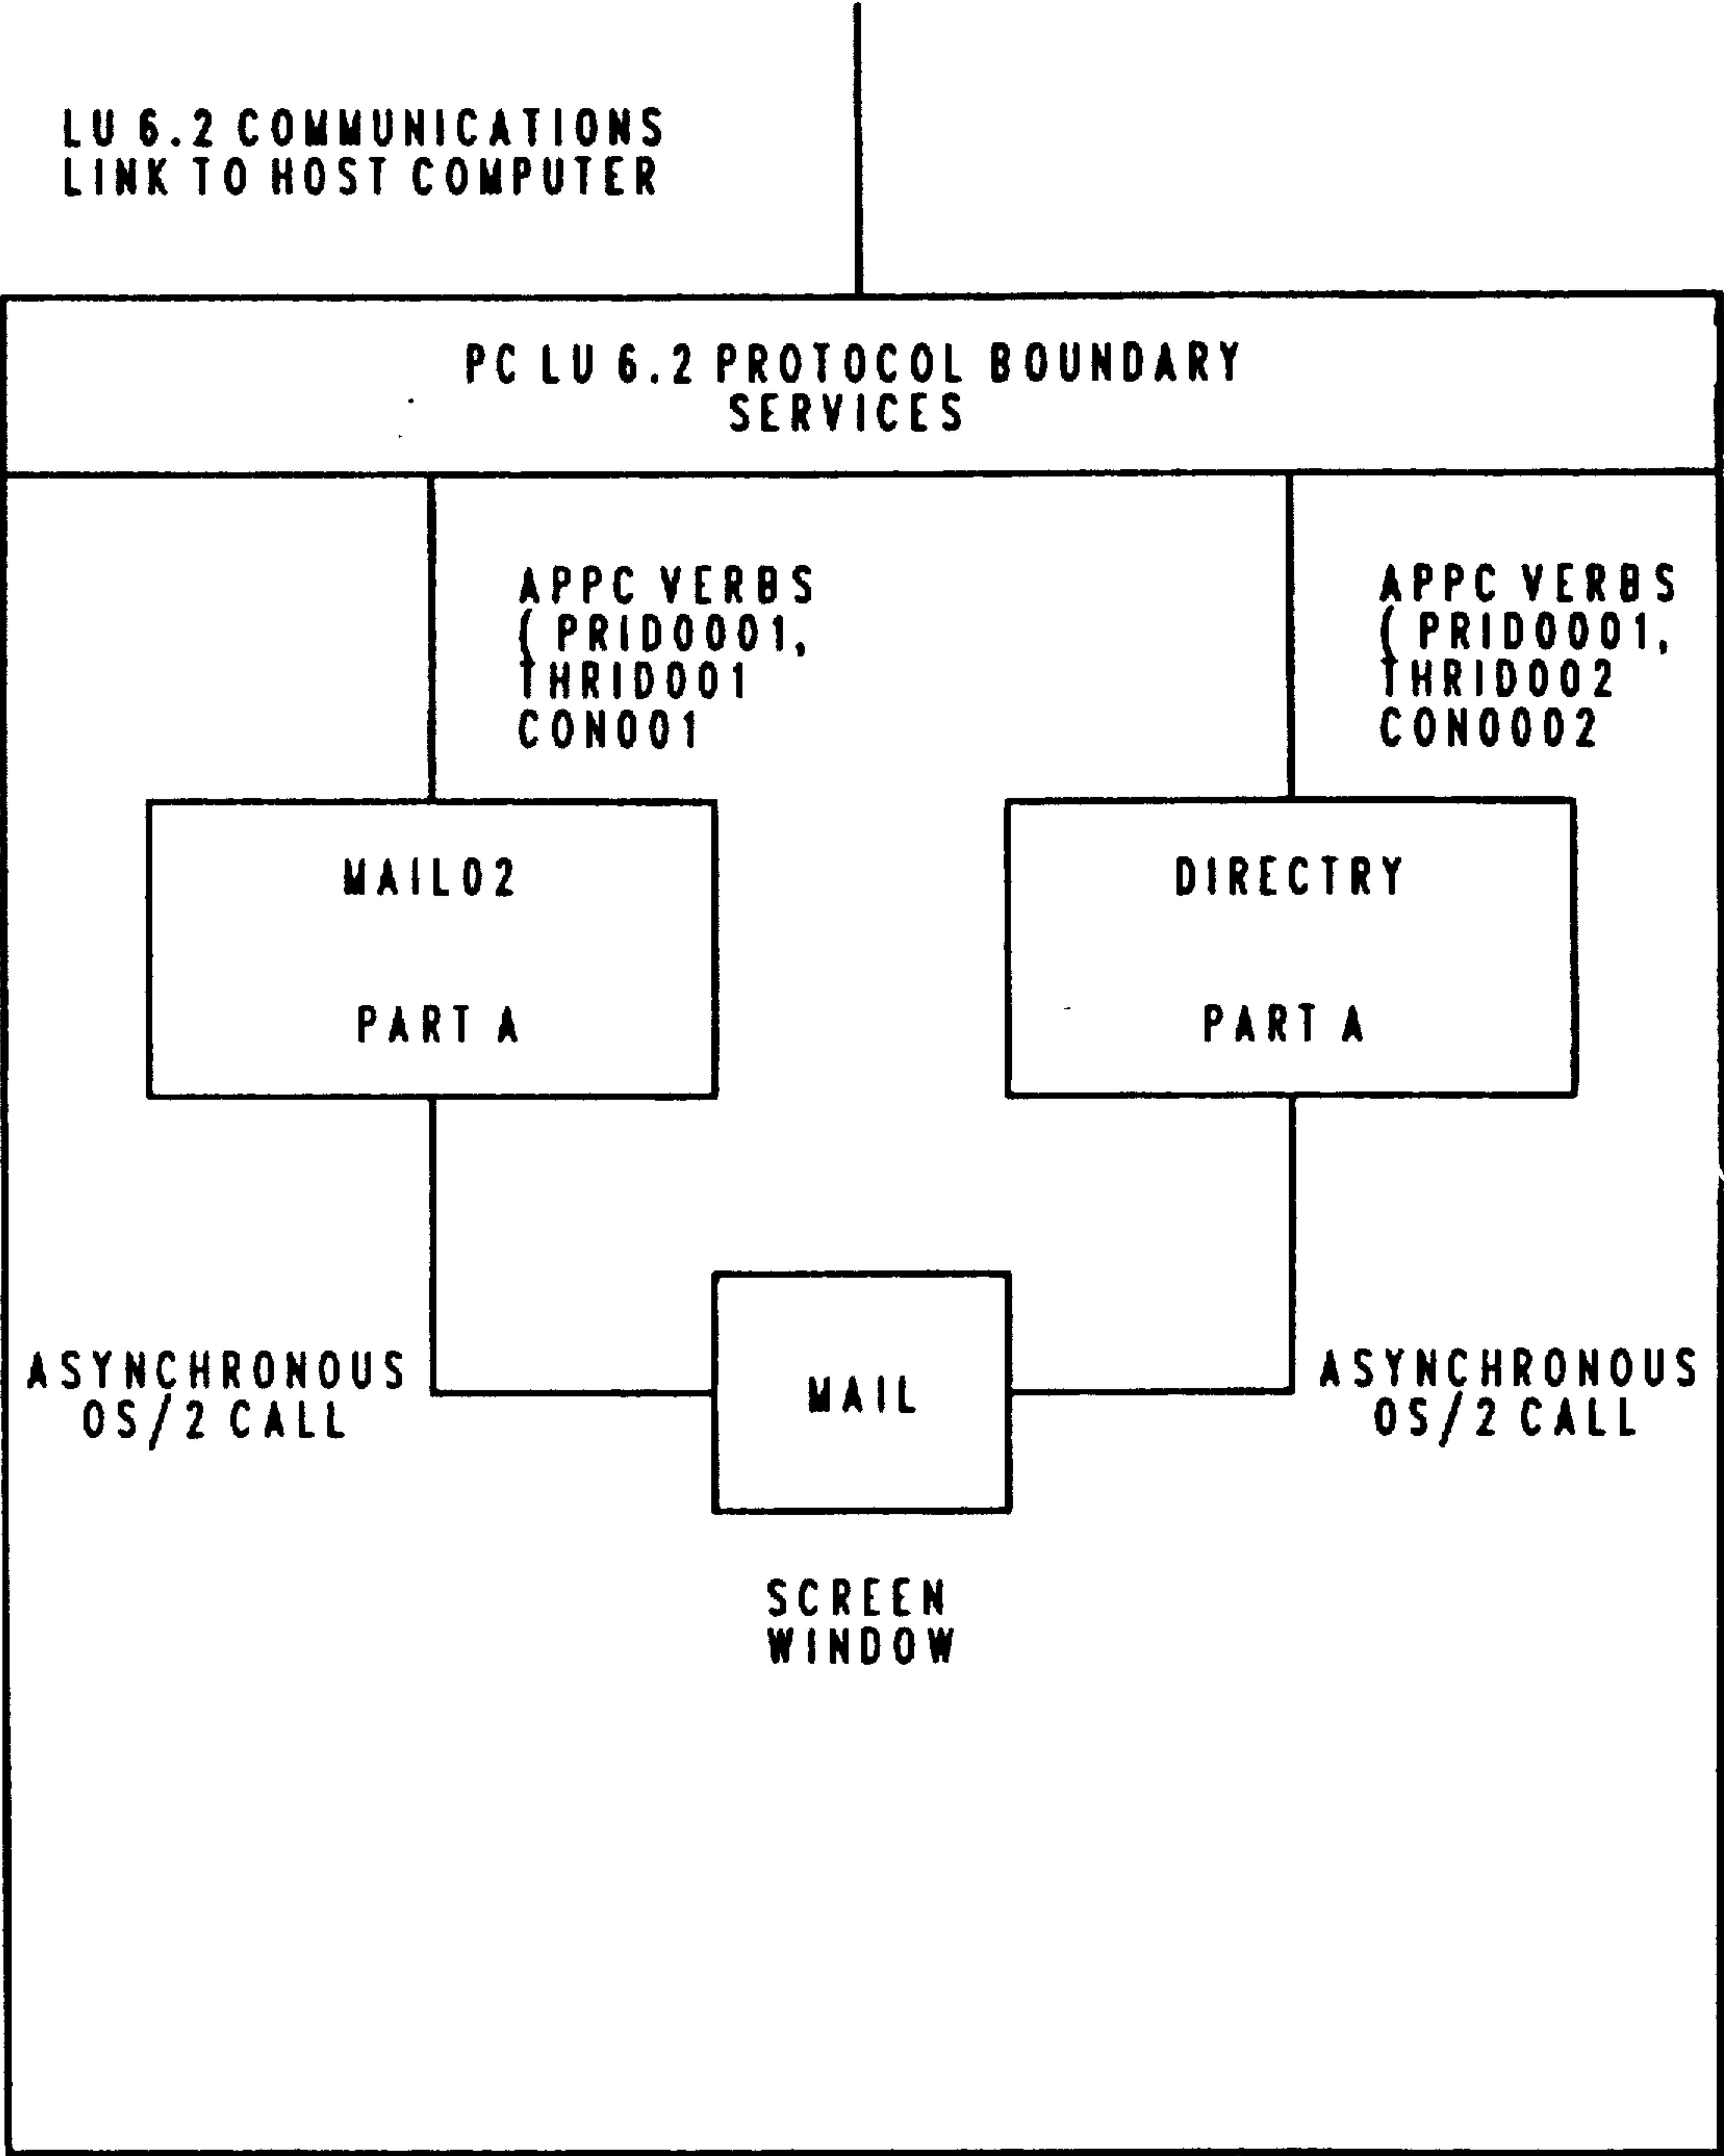 LU 6.2 COMMUNICATIONS
LINK TO HOST COMPUTER
PC LU 6.2 PROTOCOL BOUNDARY
SERVICES
APPC VERBS
( PRID0001,
THRID001
CON001
APPC VERBS
( PRID0001,
THRID002
CON0002
MAIL02
PART A
DIRECTRY
PART A
ASYNCHRONOUS
OS/2 CALL
MAIL
ASYNCHRONOUS
OS/2 CALL
SCREEN
WINDOW